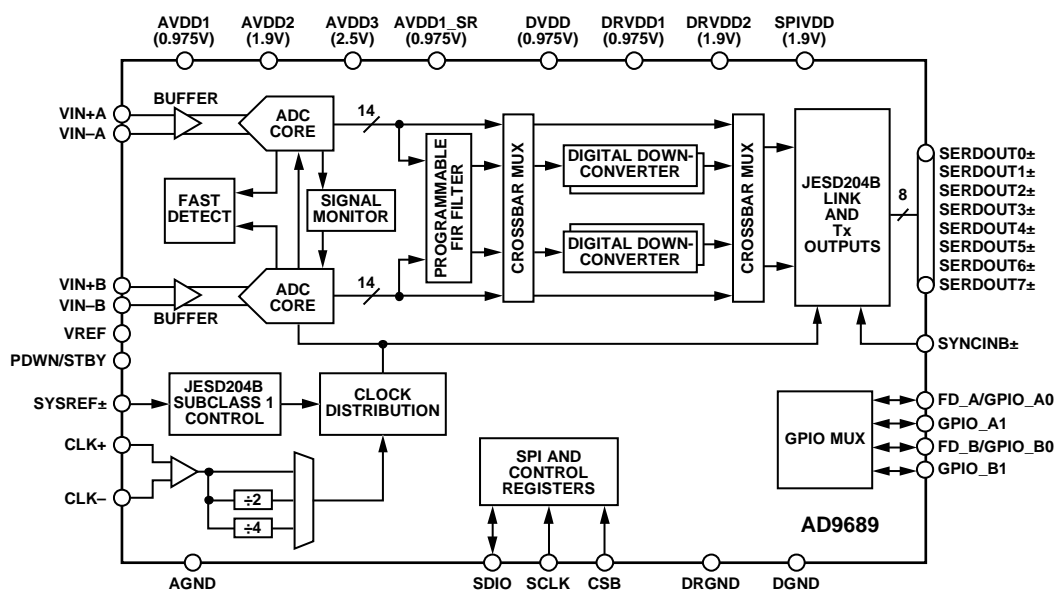 AVDD1
(0.975V)
AVDD2
(1.9V)
AVDD3
(2.5V)
AVDD1_SR
(0.975V)
DVDD
(0.975V)
DRVDD1
(0.975V)
DRVDD2
(1.9V)
SPIVDD
(1.9V)
VIN+A
VIN–A
BUFFER
ADC
CORE
14
FAST
DETECT
SIGNAL
MONITOR
PROGRAMMABLE
FIR FILTER
CROSSBAR MUX
DIGITAL DOWN-
CONVERTER
DIGITAL DOWN-
CONVERTER
CROSSBAR MUX
JESD204B
LINK
AND
Tx
OUTPUTS
8
SERDOUT0±
SERDOUT1±
SERDOUT2±
SERDOUT3±
SERDOUT4±
SERDOUT5±
SERDOUT6±
SERDOUT7±
VIN+B
VIN–B
BUFFER
ADC
CORE
14
VREF
PDWN/STBY
SYNCINB±
SYSREF±
JESD204B
SUBCLASS 1
CONTROL
CLOCK
DISTRIBUTION
CLK+
CLK–
÷2
÷4
SPI AND
CONTROL
REGISTERS
GPIO MUX
FD_A/GPIO_A0
GPIO_A1
FD_B/GPIO_B0
GPIO_B1
AD9689
AGND
SDIO
SCLK
CSB
DRGND
DGND